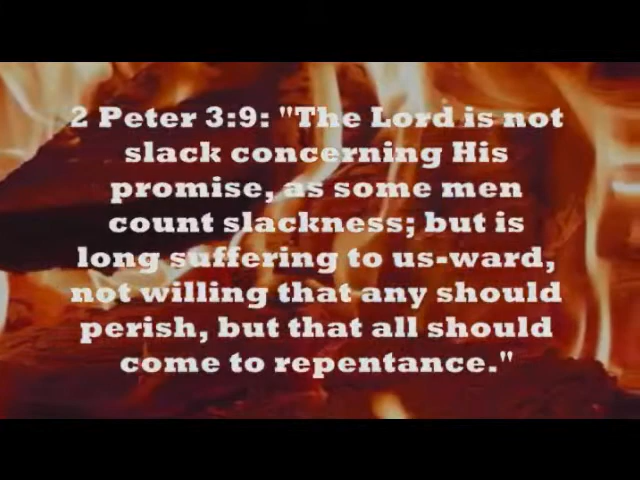 2 Peter 3:9: "The Lord is not
slack concerning His
promise, as some men
count slackness; but is
long suffering to us-ward,
not willing that any should
perish, but that all should
come to repentance."